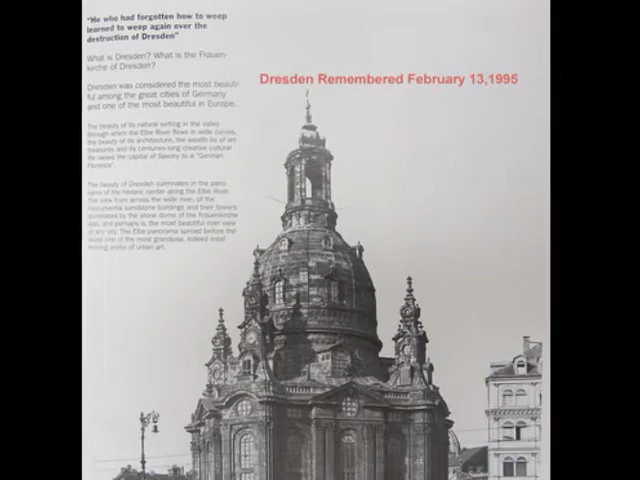 "He who had forgotten how to weep
learned to weep again over the
destruction of Dresden"
What is Dresden? What is the Frauen-
kirche of Dresden?
Dresden Remembered February 13,1995
Dresden was considered the most beauti-
ful among the great cities of Germany
and one of the most beautiful in Europe.
The beauty of its natural setting in the valley
through which the Elbe River flows in wide curves,
the beauty of its architecture, the wealth of its art
treasures and its centuries-long creative cultural
life raised the capital of Saxony to a "German
Florence".
The beauty of Dresden culminates in the pano-
rama of the historic center along the Elbe River.
The view from across the wide river, of the
monumental sandstone buildings and their towers
dominated by the stone dome of the Frauenkirche
was, and perhaps is, the most beautiful river view
of any city. The Elbe panorama spread before the
world one of the most grandiose, indeed most
moving works of urban art.